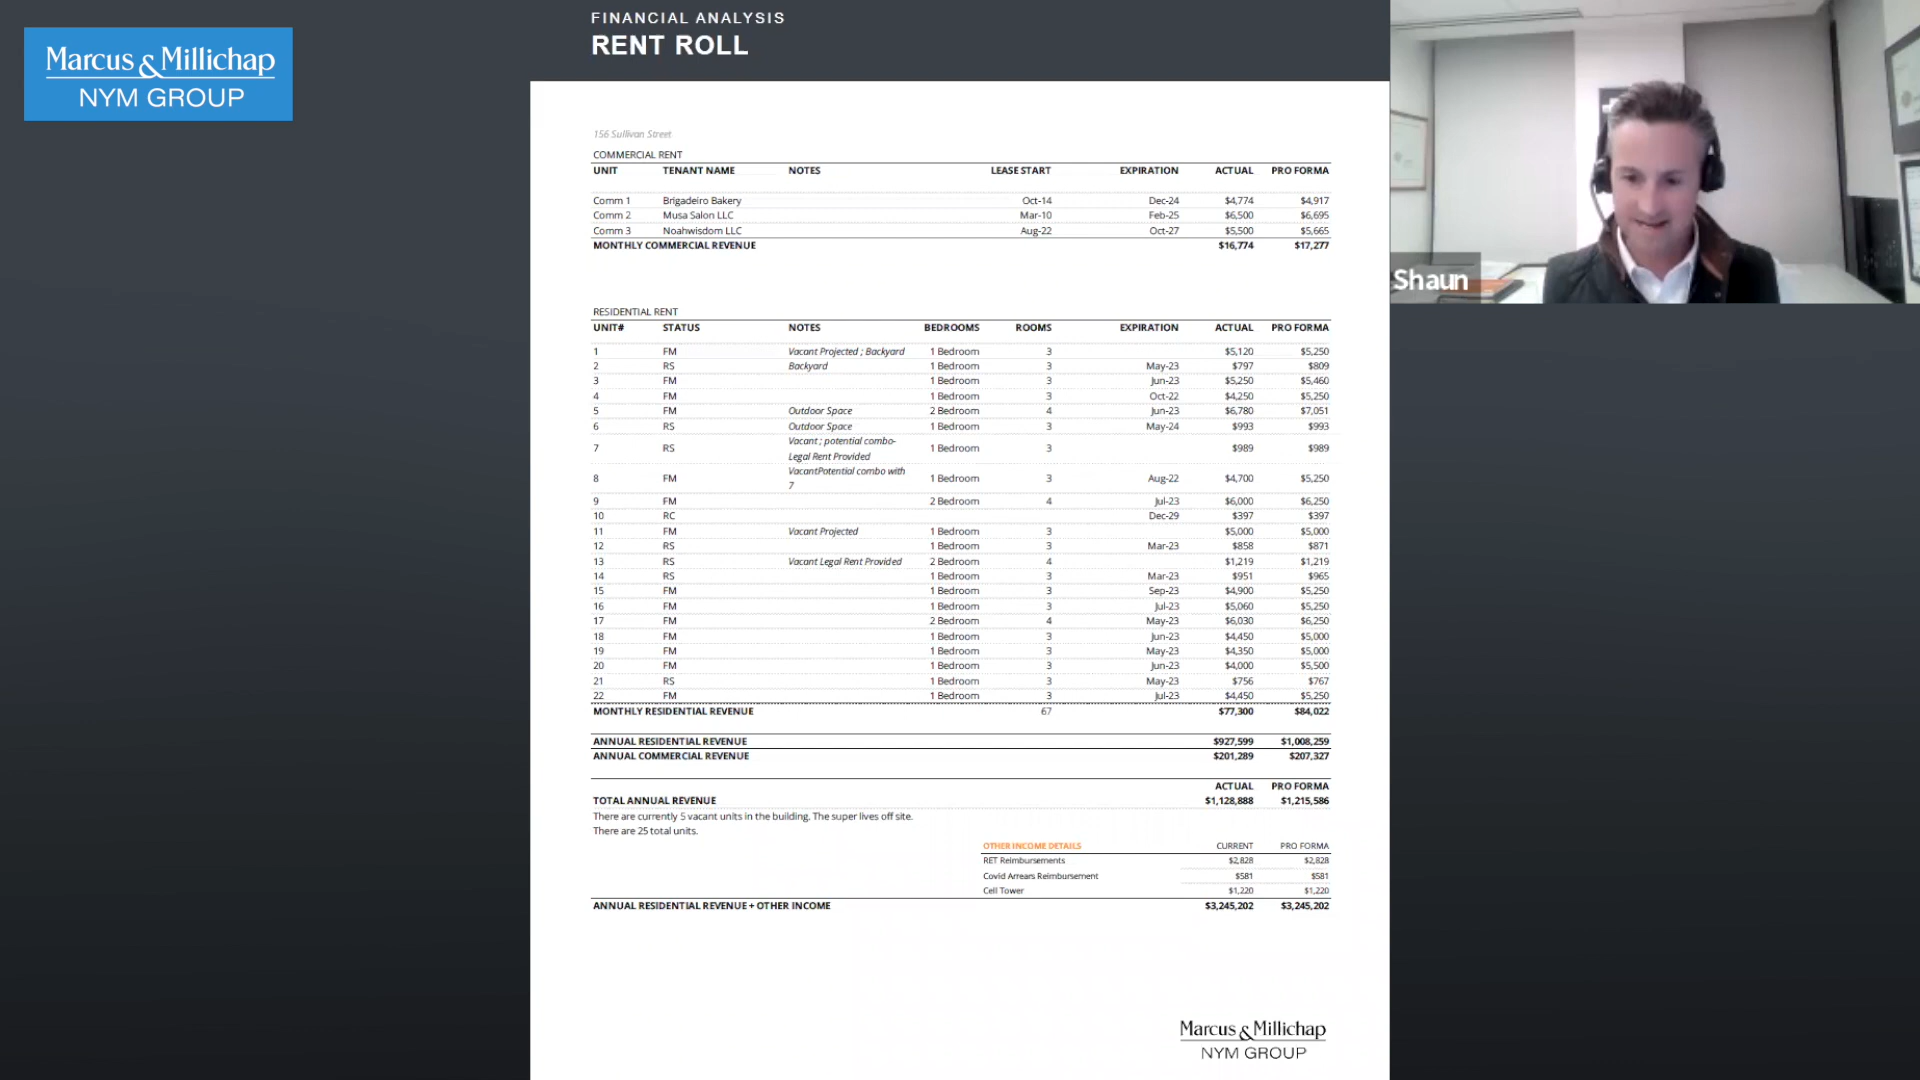 Marcus & Millichap
NYM GROUP
FINANCIAL ANALYSIS
RENT ROLL
156 Sullivan Street
COMMERCIAL RENT
UNIT TENANT NAME NOTES LEASE START EXPIRATION ACTUAL PRO FORMA
Comm 1 Brigadeiro Bakery Oct-14 Dec-24 $4,774 $4,917
Comm 2 Musa Salon LLC Mar-10 Feb-25 $6,500 $6,695
Comm 3 Noahwisdom LLC Aug-22 Oct-27 $5,500 $5,665
MONTHLY COMMERCIAL REVENUE $16,774 $17,277
RESIDENTIAL RENT
UNIT# STATUS NOTES BEDROOMS ROOMS EXPIRATION ACTUAL PRO FORMA
1 FM Vacant Projected ; Backyard 1 Bedroom 3 $5,120 $5,250
2 RS Backyard 1 Bedroom 3 May-23 $797 $809
3 FM 1 Bedroom 3 Jun-23 $5,250 $5,460
4 FM 1 Bedroom 3 Oct-22 $4,250 $5,250
5 FM Outdoor Space 2 Bedroom 4 Jun-23 $6,780 $7,051
6 RS Outdoor Space 1 Bedroom 3 May-24 $993 $993
7 RS Vacant ; potential combo-
Legal Rent Provided 1 Bedroom 3 $989 $989
8 FM VacantPotential combo with
7 1 Bedroom 3 Aug-22 $4,700 $5,250
9 FM 2 Bedroom 4 Jul-23 $6,000 $6,250
10 RC Dec-29 $397 $397
11 FM Vacant Projected 1 Bedroom 3 $5,000 $5,000
12 RS 1 Bedroom 3 Mar-23 $858 $871
13 RS Vacant Legal Rent Provided 2 Bedroom 4 $1,219 $1,219
14 RS 1 Bedroom 3 Mar-23 $951 $965
15 FM 1 Bedroom 3 Sep-23 $4,900 $5,250
16 FM 1 Bedroom 3 Jul-23 $5,060 $5,250
17 FM 2 Bedroom 4 May-23 $6,030 $6,250
18 FM 1 Bedroom 3 Jun-23 $4,450 $5,000
19 FM 1 Bedroom 3 May-23 $4,350 $5,000
20 FM 1 Bedroom 3 Jun-23 $4,000 $5,500
21 RS 1 Bedroom 3 May-23 $756 $767
22 FM 1 Bedroom 3 Jul-23 $4,450 $5,250
MONTHLY RESIDENTIAL REVENUE 67 $77,300 $84,022
ANNUAL RESIDENTIAL REVENUE $927,599 $1,008,259
ANNUAL COMMERCIAL REVENUE $201,289 $207,327
ACTUAL PRO FORMA
TOTAL ANNUAL REVENUE $1,128,888 $1,215,586
There are currently 5 vacant units in the building. The super lives off site.
There are 25 total units.
OTHER INCOME DETAILS CURRENT PRO FORMA
RET Reimbursements $2,828 $2,828
Covid Arrears Reimbursement $581 $581
Cell Tower $1,220 $1,220
ANNUAL RESIDENTIAL REVENUE + OTHER INCOME $3,245,202 $3,245,202
Marcus & Millichap
NYM GROUP
Shaun